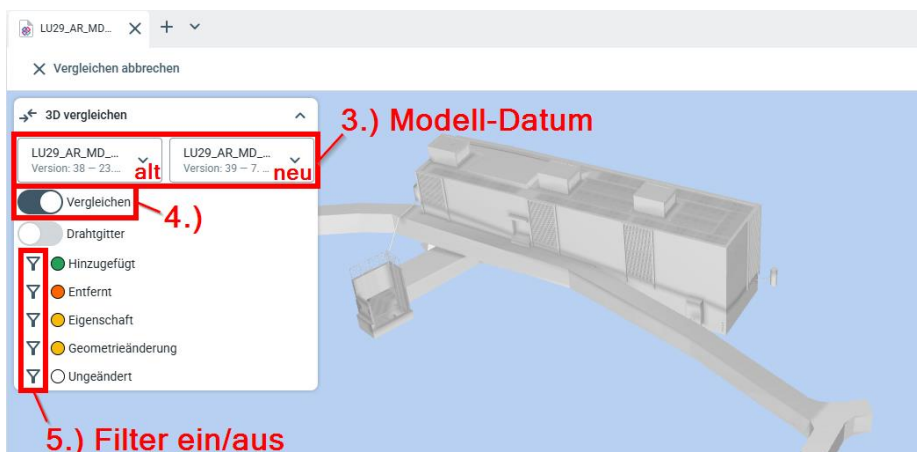 LU29_AR_MD_...
Vergleichen abbrechen
3D vergleichen
3.) Modell-Datum
LU29_AR_MD_... LU29_AR_MD_...
Version: 38 — 23.... alt Version: 39 — 7. ... neu
Vergleichen
4.)
Drahtgitter
Hinzugefügt
Entfernt
Eigenschaft
Geometrieänderung
Ungeändert
5.) Filter ein/aus